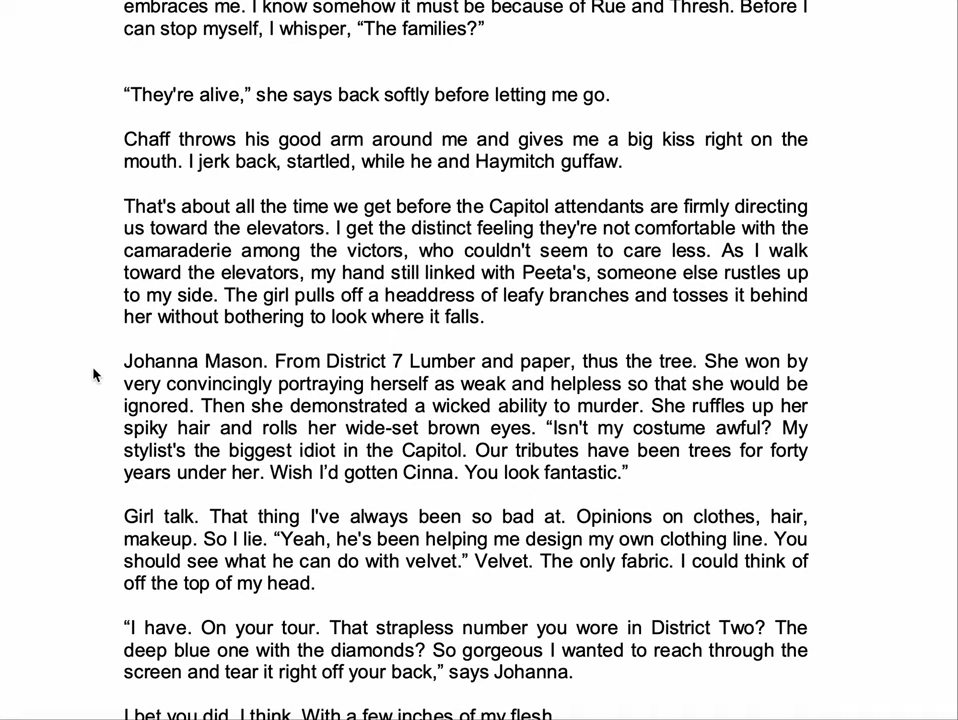 embraces me. I know somehow it must be because of Rue and Thresh. Before I
can stop myself, I whisper, “The families?”
“They're alive,” she says back softly before letting me go.
Chaff throws his good arm around me and gives me a big kiss right on the
mouth. I jerk back, startled, while he and Haymitch guffaw.
That's about all the time we get before the Capitol attendants are firmly directing
us toward the elevators. I get the distinct feeling they're not comfortable with the
camaraderie among the victors, who couldn't seem to care less. As I walk
toward the elevators, my hand still linked with Peeta's, someone else rustles up
to my side. The girl pulls off a headdress of leafy branches and tosses it behind
her without bothering to look where it falls.
Johanna Mason. From District 7 Lumber and paper, thus the tree. She won by
very convincingly portraying herself as weak and helpless so that she would be
ignored. Then she demonstrated a wicked ability to murder. She ruffles up her
spiky hair and rolls her wide-set brown eyes. “Isn't my costume awful? My
stylist's the biggest idiot in the Capitol. Our tributes have been trees for forty
years under her. Wish I’d gotten Cinna. You look fantastic.”
Girl talk. That thing I've always been so bad at. Opinions on clothes, hair,
makeup. So I lie. “Yeah, he's been helping me design my own clothing line. You
should see what he can do with velvet.” Velvet. The only fabric. I could think of
off the top of my head.
“I have. On your tour. That strapless number you wore in District Two? The
deep blue one with the diamonds? So gorgeous I wanted to reach through the
screen and tear it right off your back,” says Johanna.
I bet you did, I think. With a few inches of my flesh.